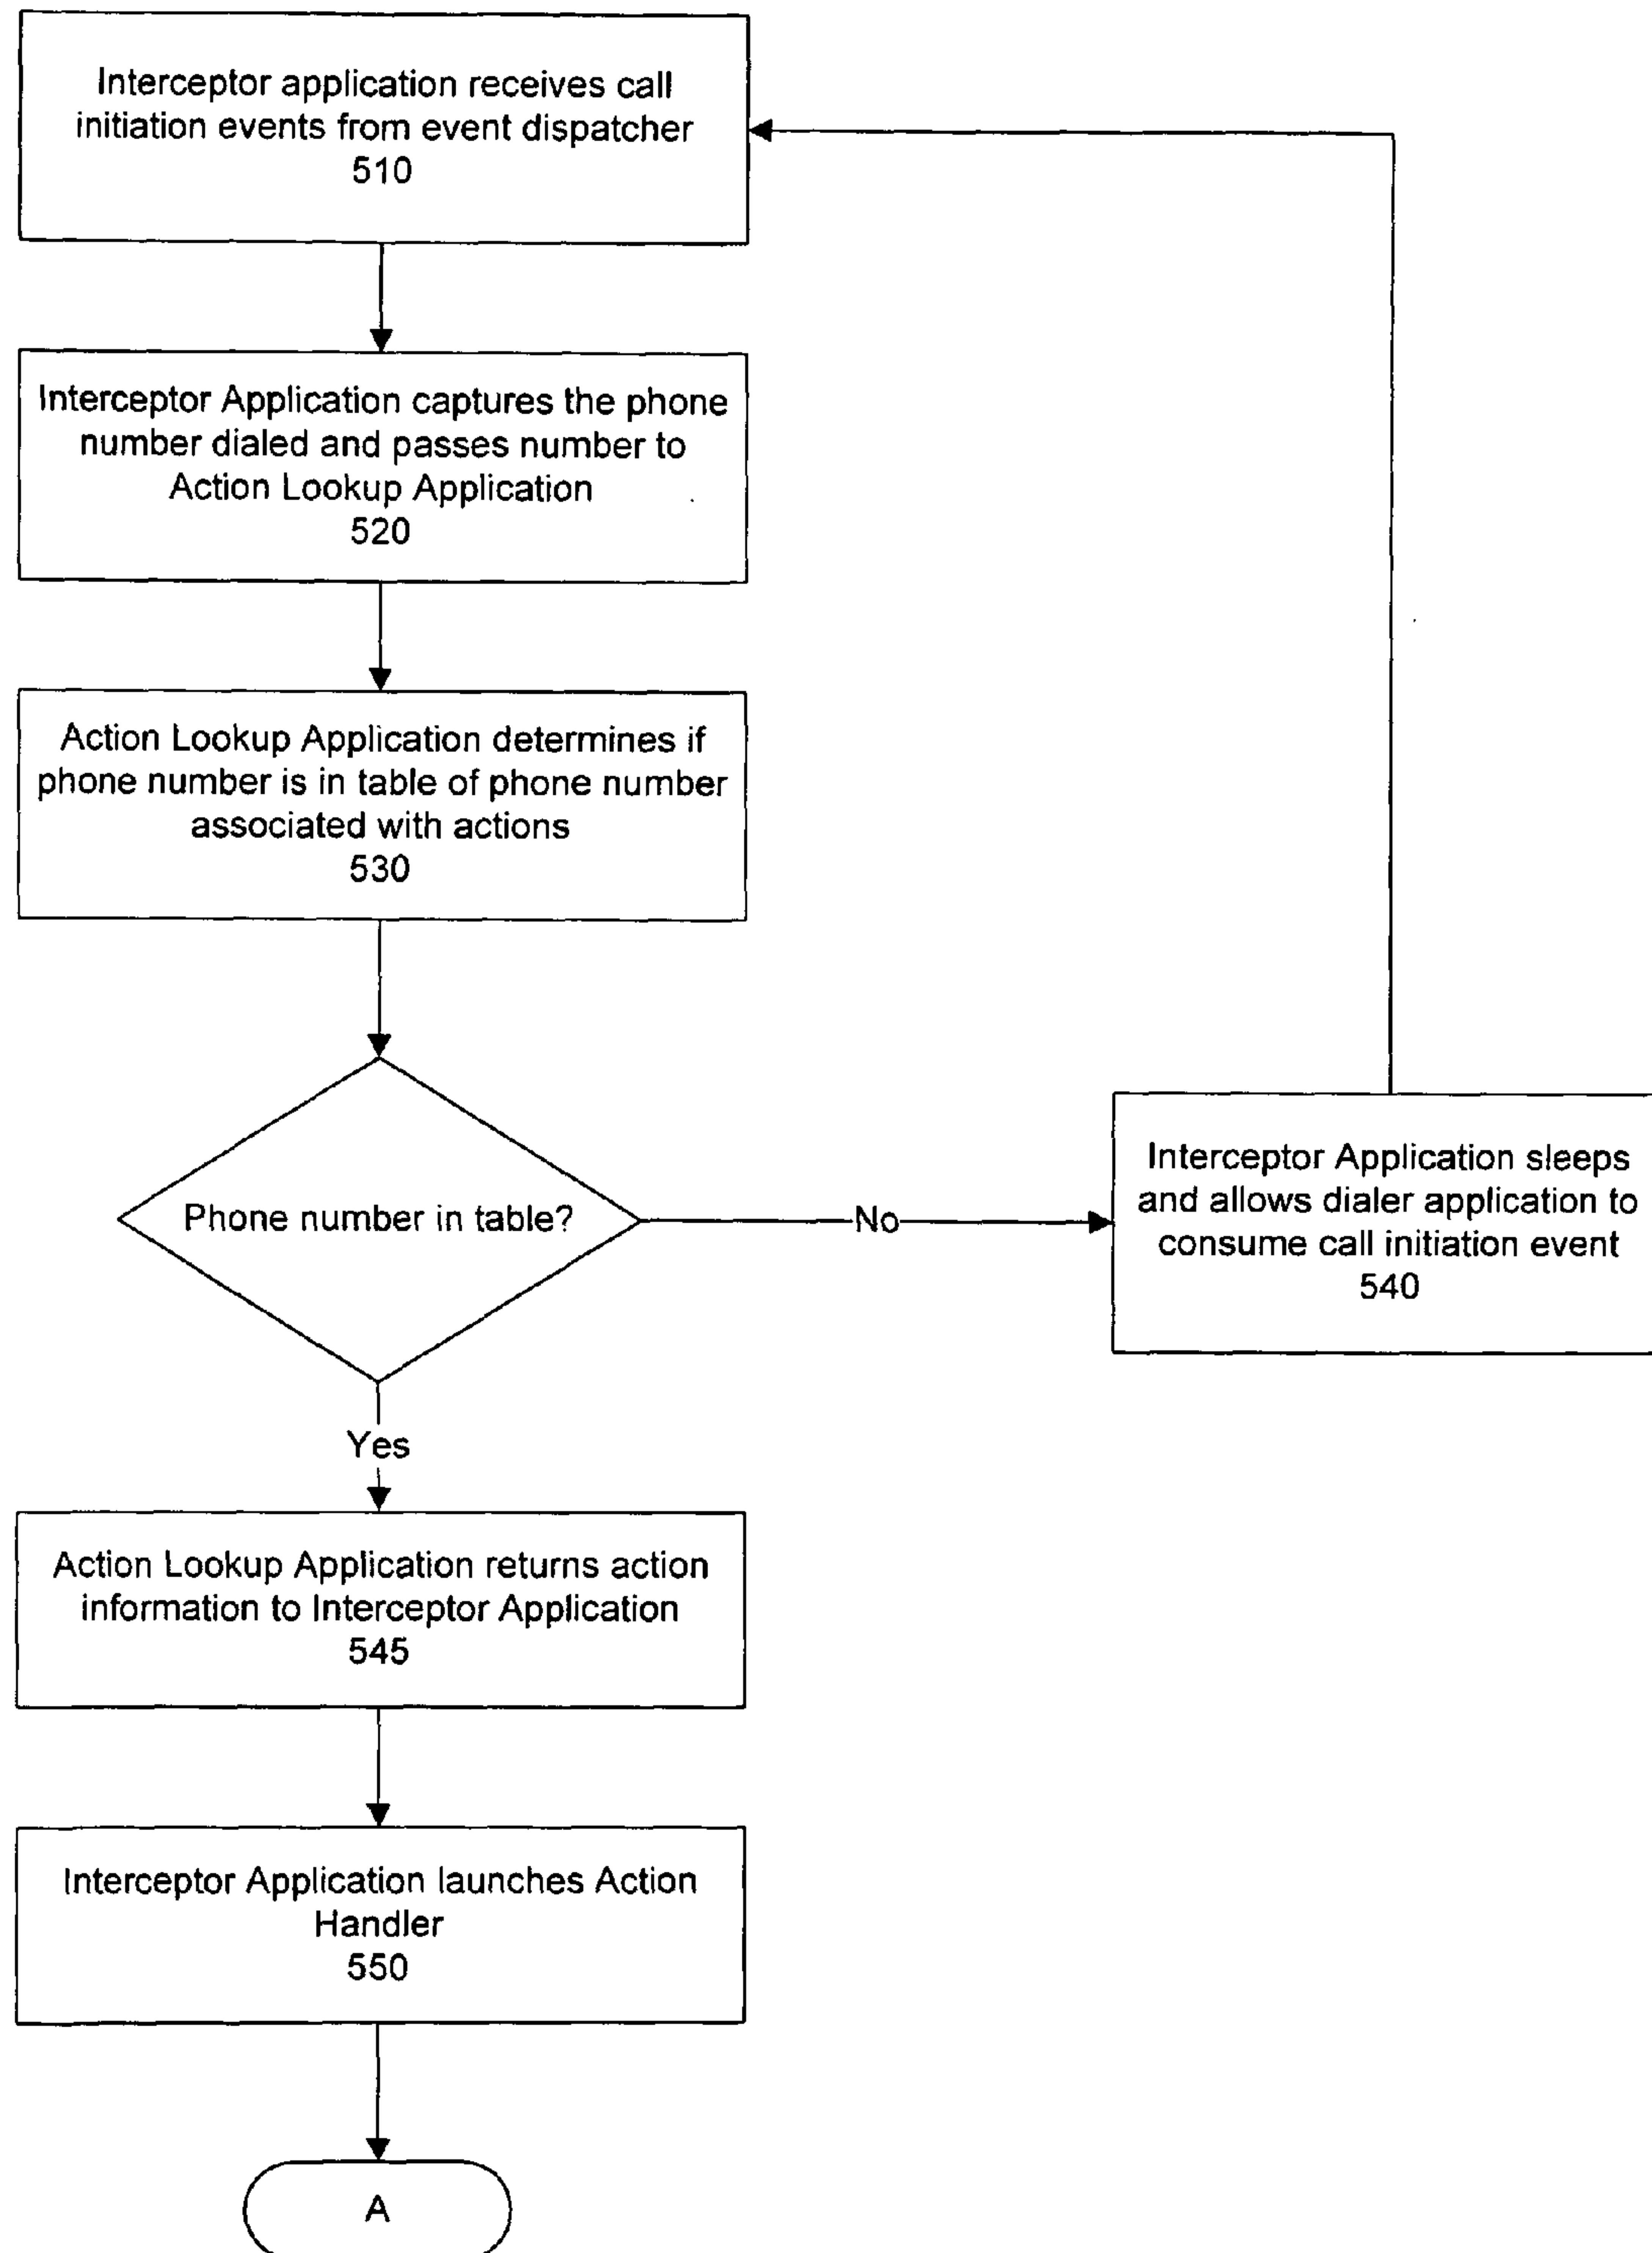 Interceptor application receives call
initiation events from event dispatcher
510
Interceptor Application captures the phone
number dialed and passes number to
Action Lookup Application
520
Action Lookup Application determines if
phone number is in table of phone number
associated with actions
530
Phone number in table?
No
Interceptor Application sleeps
and allows dialer application to
consume call initiation event
540
Yes
Action Lookup Application returns action
information to Interceptor Application
545
Interceptor Application launches Action
Handler
550
A